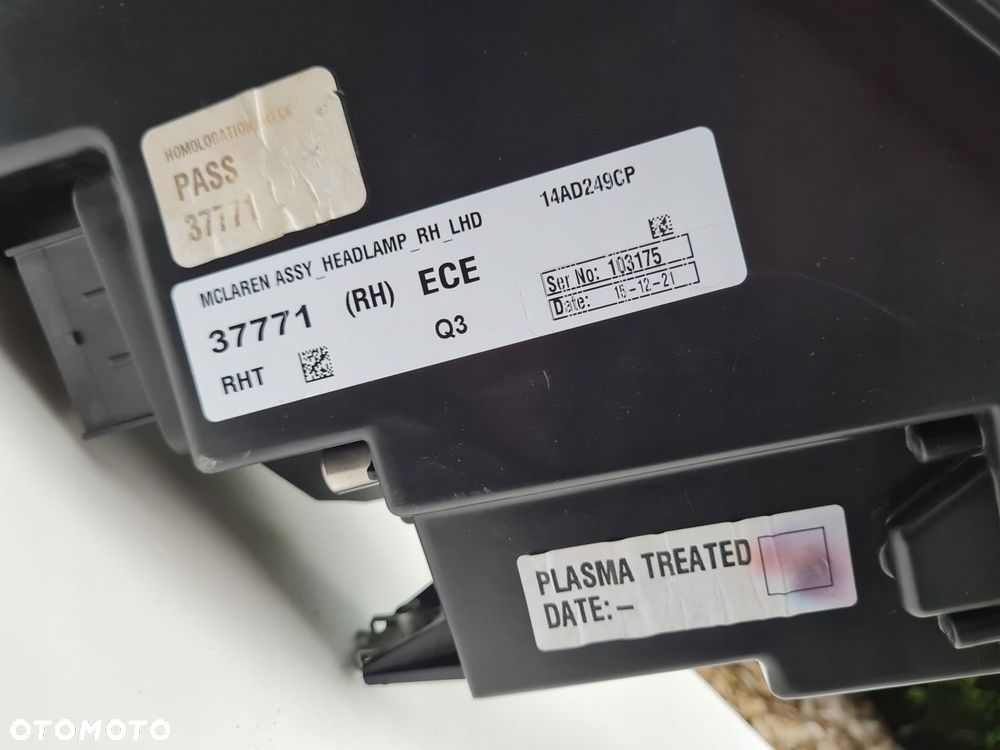 HOMOLOGATION CHECK
PASS
37771
MCLAREN ASSY_HEADLAMP_RH_LHD
14AD249CP
37771 (RH) ECE
Ser No: 103175
Date: 15-12-21
RHT
Q3
PLASMA TREATED
DATE: –
OTOMOTO